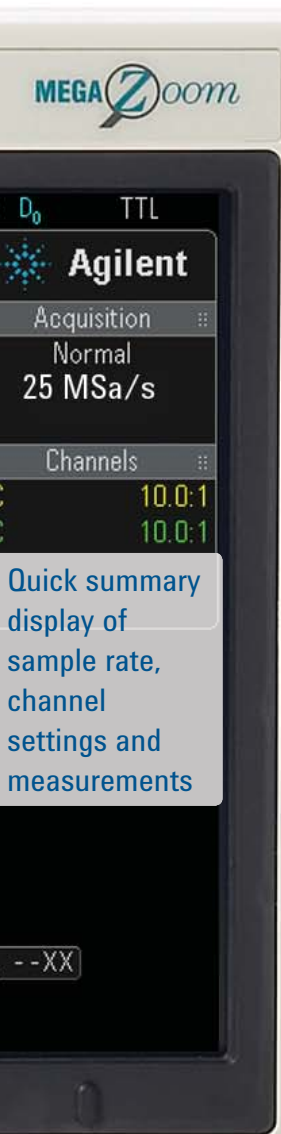 MEGA Zoom
D0 TTL
Agilent
Acquisition
Normal
25 MSa/s
Channels
C 10.0:1
C 10.0:1
Quick summary
display of
sample rate,
channel
settings and
measurements
--XX